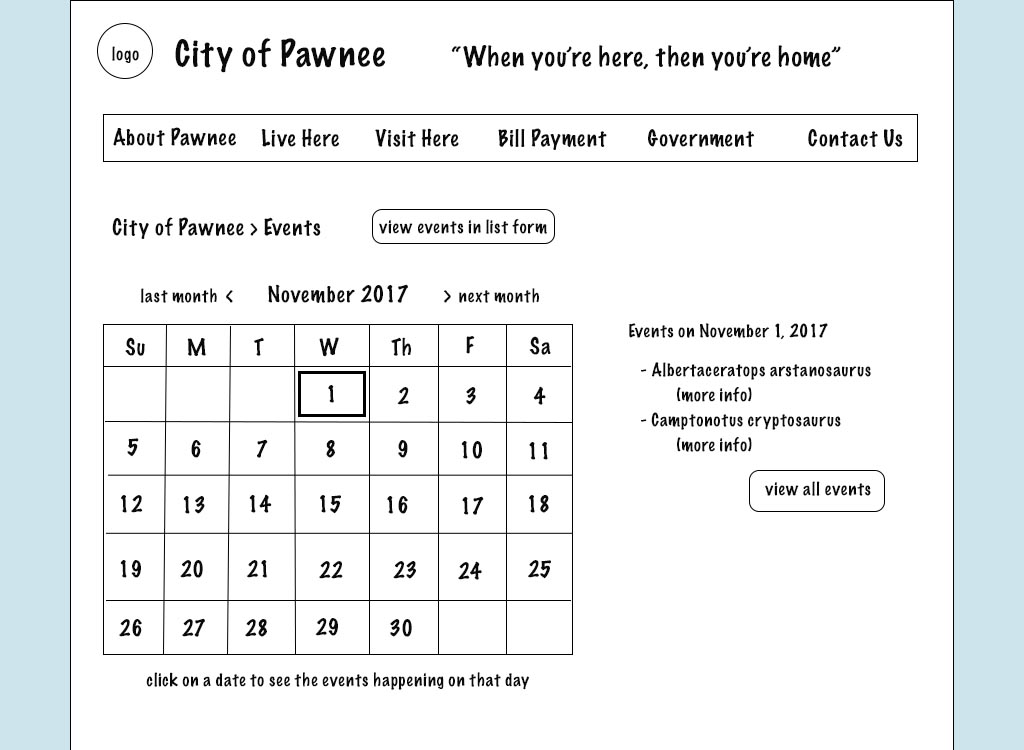 logo
City of Pawnee
“When you’re here, then you’re home”
About Pawnee Live Here Visit Here Bill Payment Government Contact Us
City of Pawnee > Events
view events in list form
last month < November 2017 > next month
Su M T W Th F Sa
1 2 3 4
5 6 7 8 9 10 11
12 13 14 15 16 17 18
19 20 21 22 23 24 25
26 27 28 29 30
click on a date to see the events happening on that day
Events on November 1, 2017
- Albertaceratops arstanosaurus
(more info)
- Camptonotus cryptosaurus
(more info)
view all events